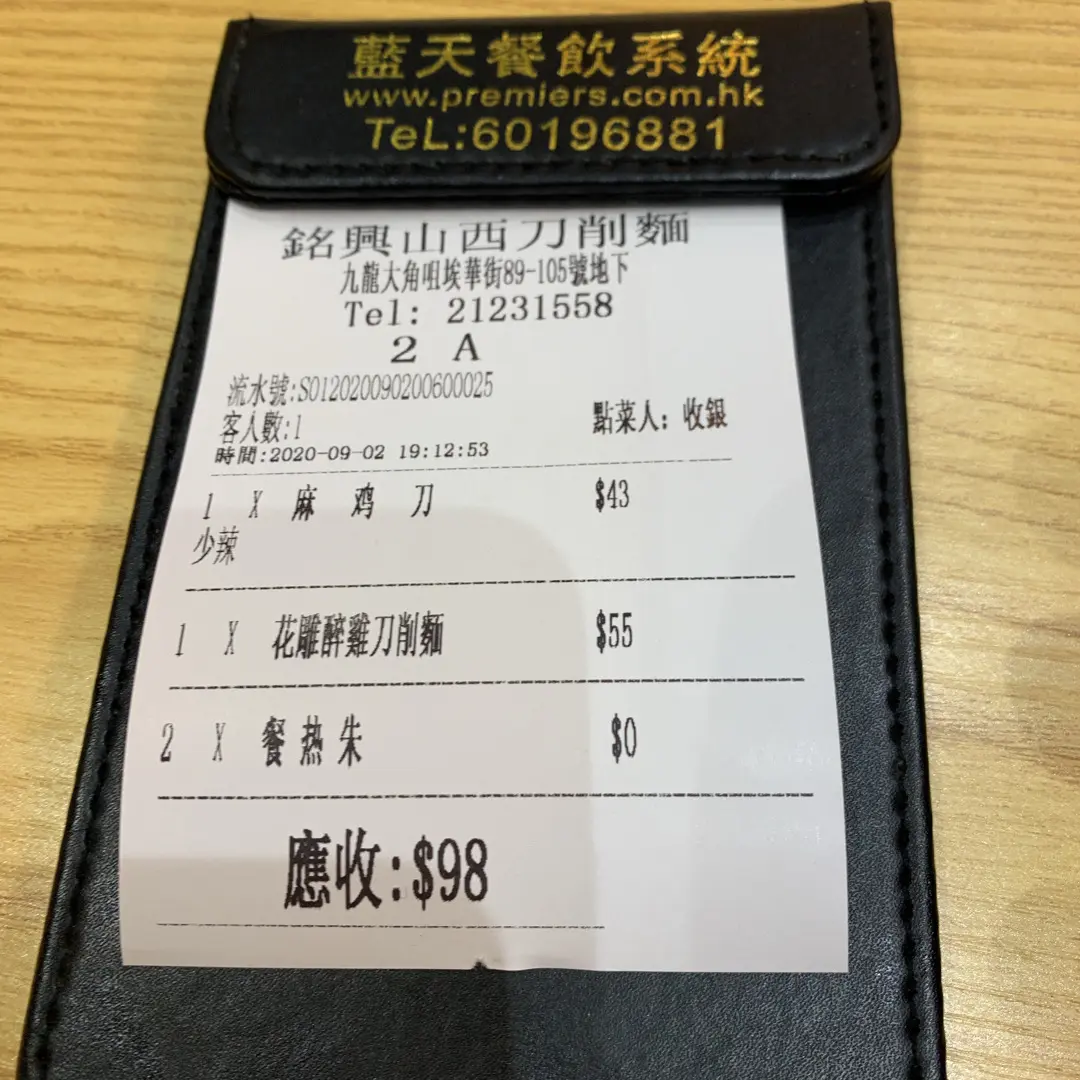 藍天餐飲系統
www.premiers.com.hk
TeL:60196881
銘興山西刀削麵
九龍大角咀埃華街89-105號地下
Tel: 21231558
2 A
流水號:S012020090200600025
客人數:1 點菜人: 收銀
時間:2020-09-02 19:12:53
1 X 麻 鸡 刀 $43
少辣
1 X 花雕醉雞刀削麵 $55
2 X 餐 热 朱 $0
應收:$98